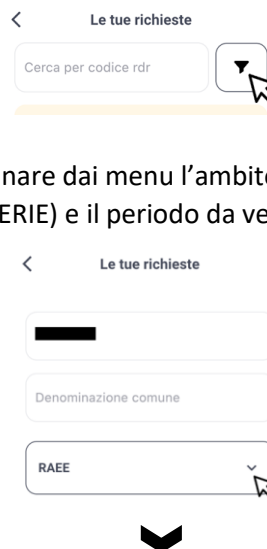 Le tue richieste
Cerca per codice rdr
nare dai menu l’ambito
ERIE) e il periodo da ve
Le tue richieste
Denominazione comune
RAEE